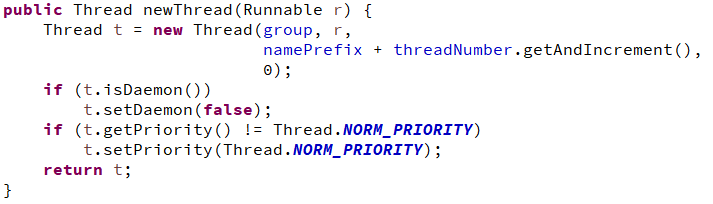 public Thread newThread(Runnable r) {
    Thread t = new Thread(group, r,
                          namePrefix + threadNumber.getAndIncrement(),
                          0);
    if (t.isDaemon())
        t.setDaemon(false);
    if (t.getPriority() != Thread.NORM_PRIORITY)
        t.setPriority(Thread.NORM_PRIORITY);
    return t;
}